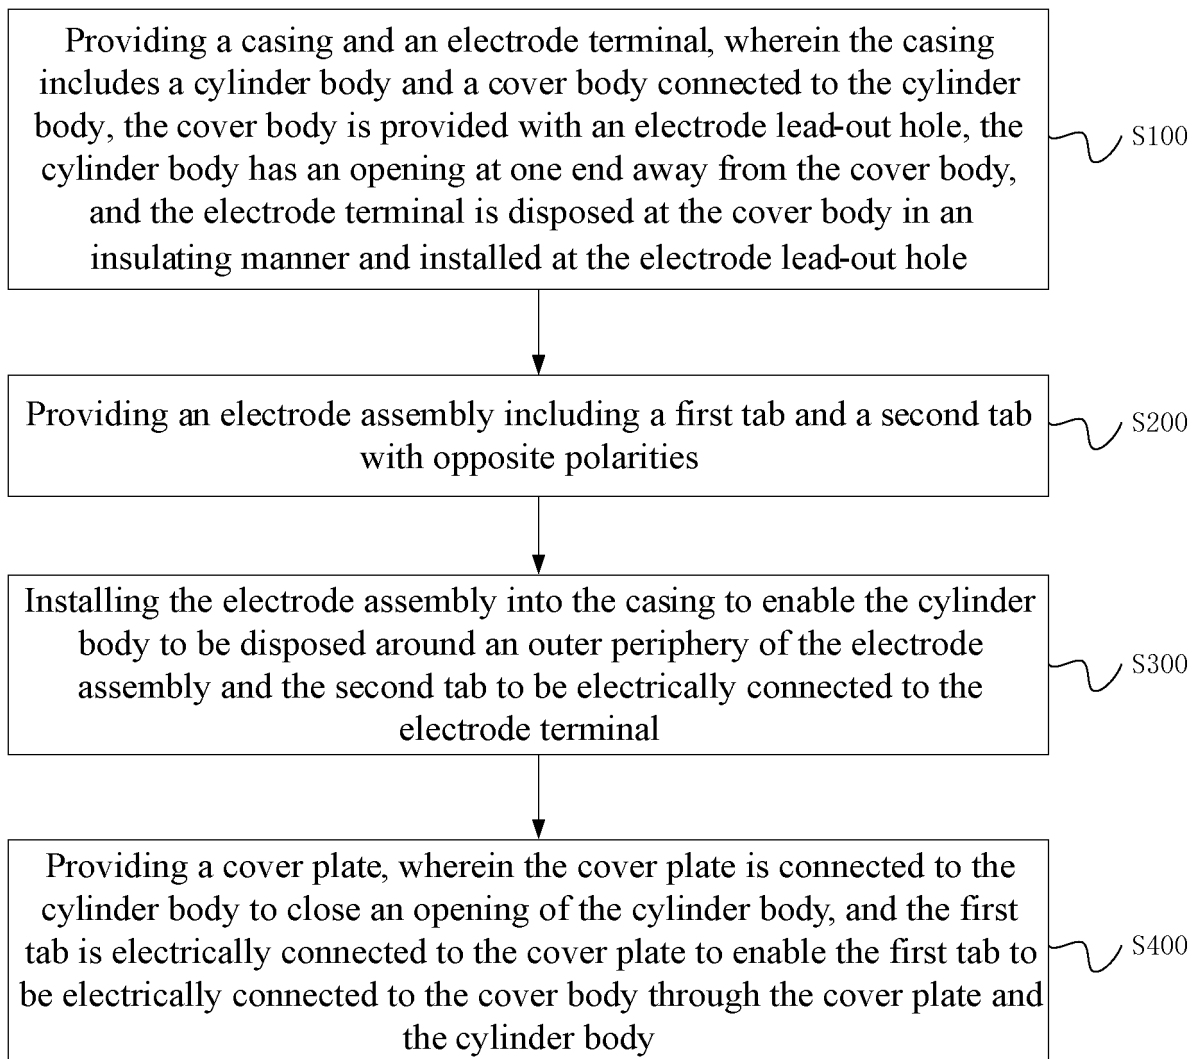 Providing a casing and an electrode terminal, wherein the casing
includes a cylinder body and a cover body connected to the cylinder
body, the cover body is provided with an electrode lead-out hole, the
cylinder body has an opening at one end away from the cover body,
and the electrode terminal is disposed at the cover body in an
insulating manner and installed at the electrode lead-out hole
S100
Providing an electrode assembly including a first tab and a second tab
with opposite polarities
S200
Installing the electrode assembly into the casing to enable the cylinder
body to be disposed around an outer periphery of the electrode
assembly and the second tab to be electrically connected to the
electrode terminal
S300
Providing a cover plate, wherein the cover plate is connected to the
cylinder body to close an opening of the cylinder body, and the first
tab is electrically connected to the cover plate to enable the first tab to
be electrically connected to the cover body through the cover plate and
the cylinder body
S400